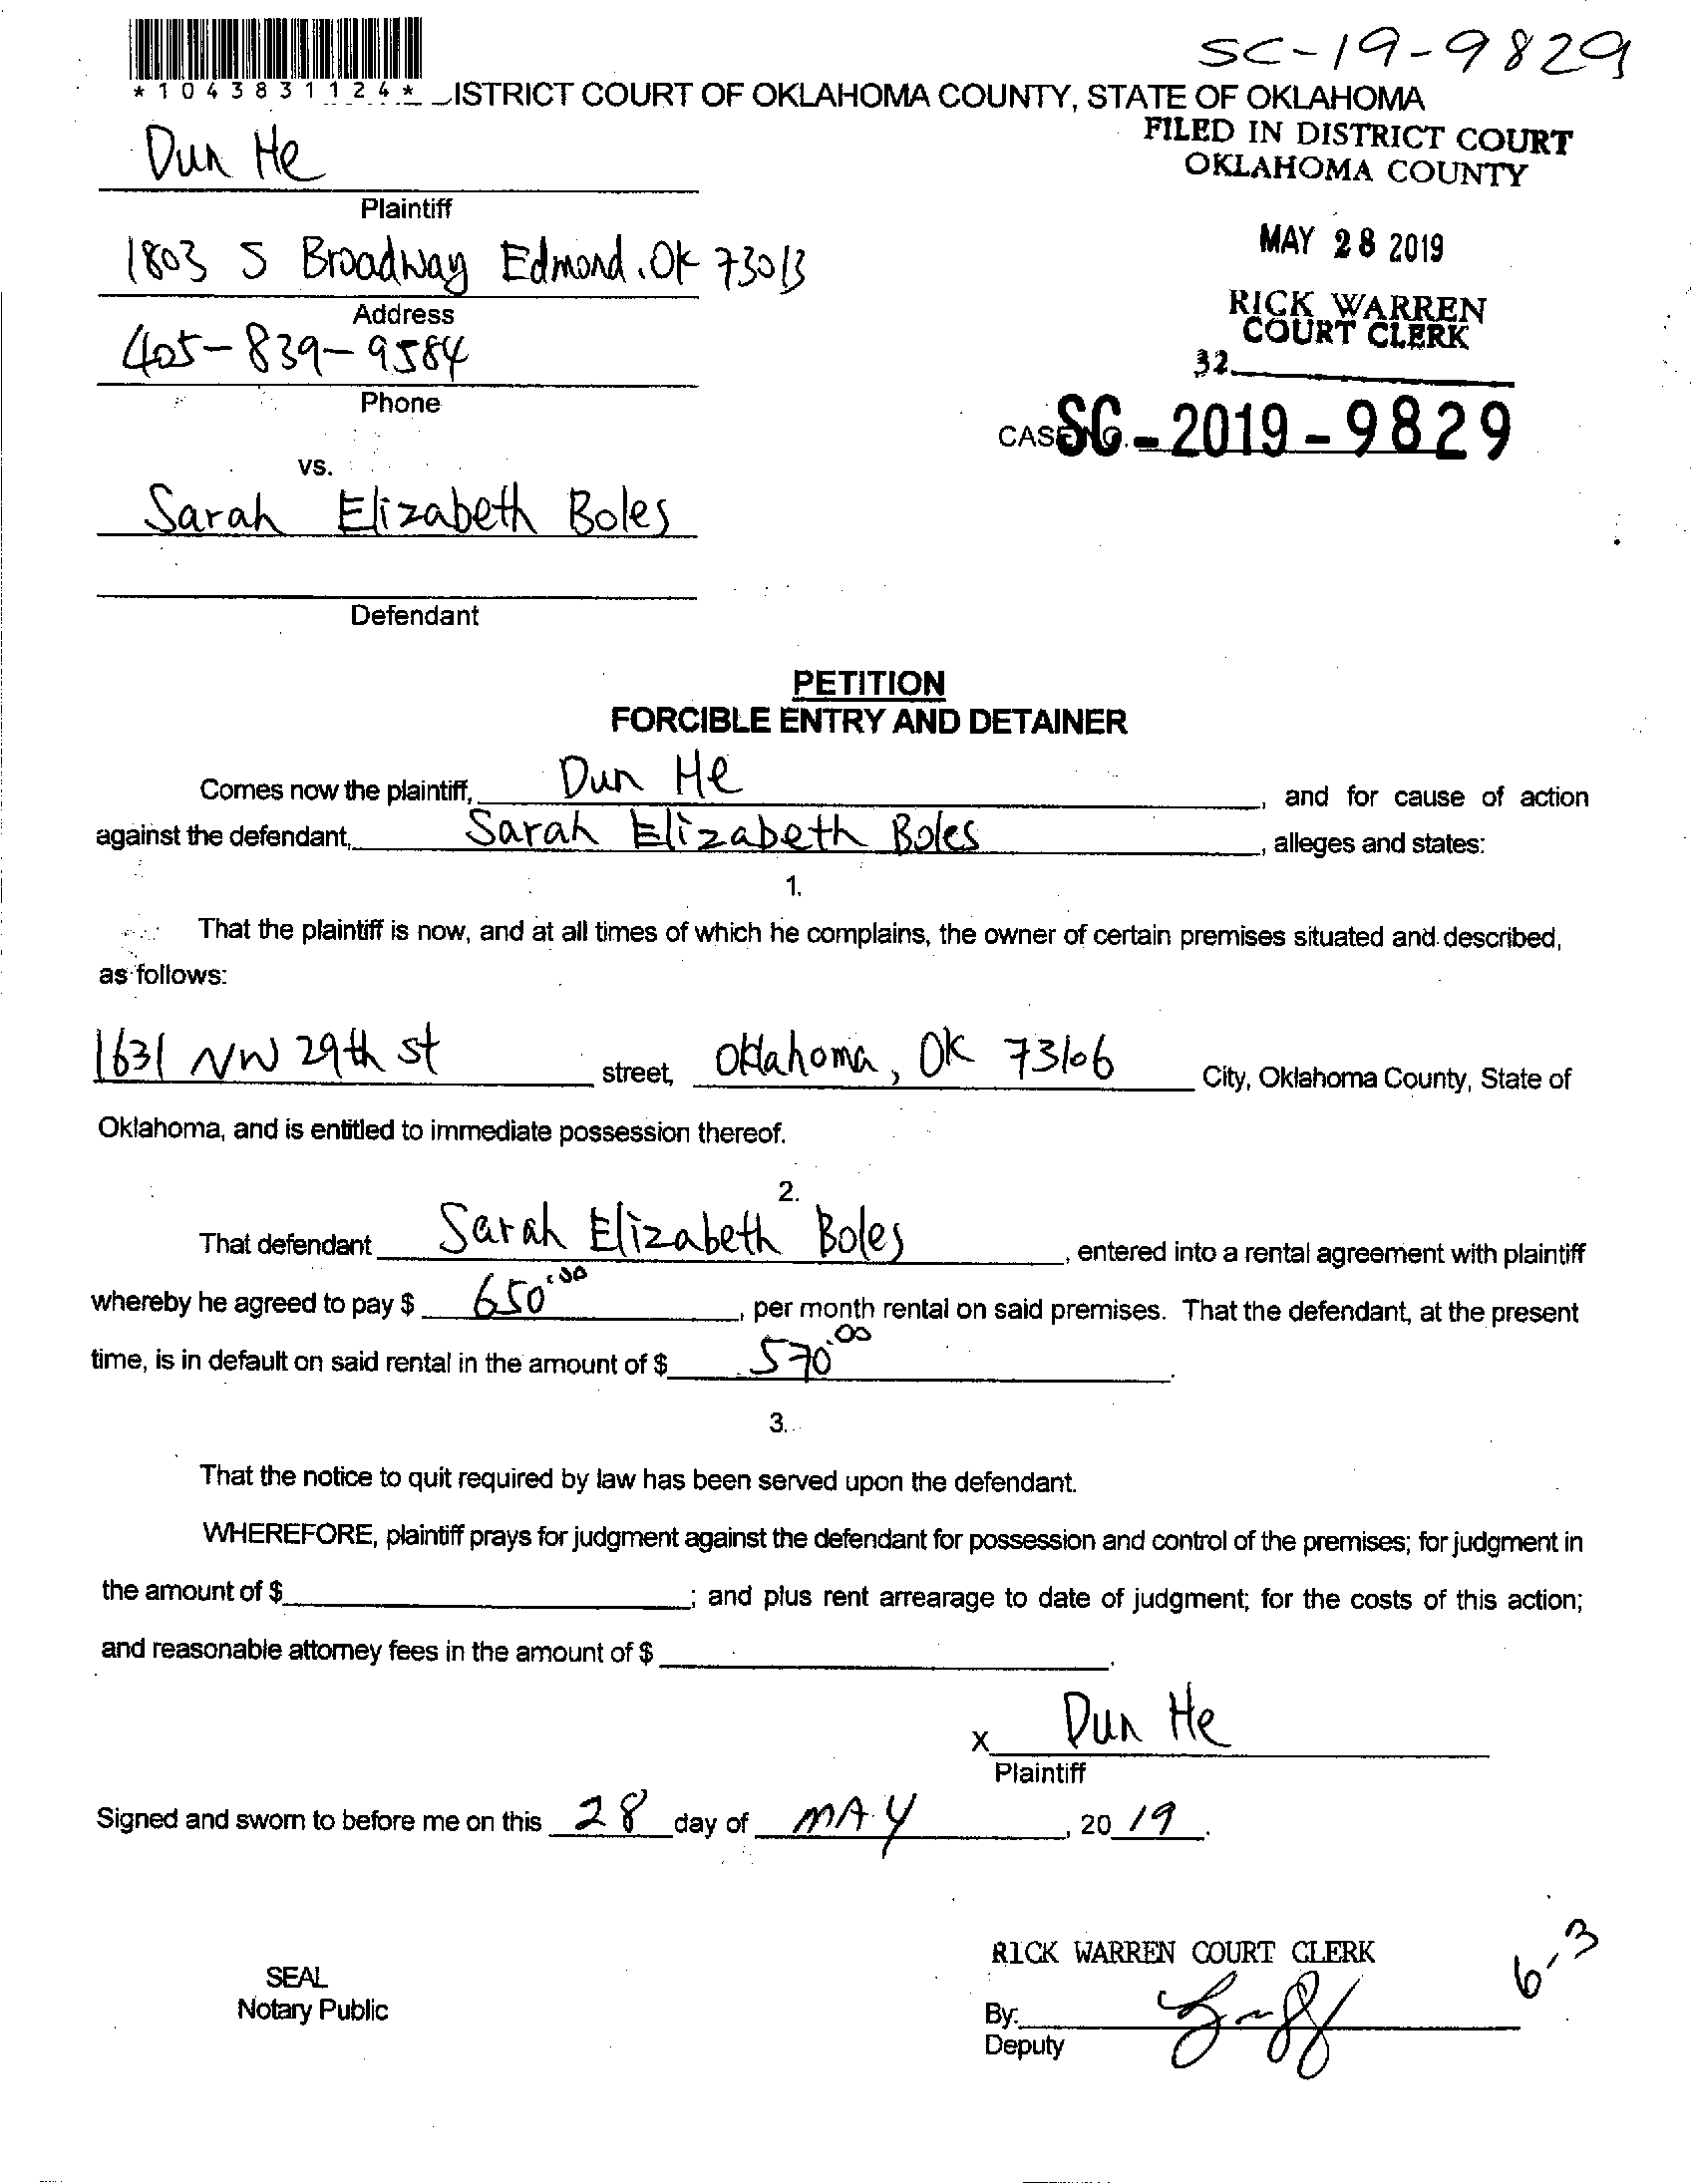 SC-19-9829
*1043831124* ISTRICT COURT OF OKLAHOMA COUNTY, STATE OF OKLAHOMA
FILED IN DISTRICT COURT
OKLAHOMA COUNTY
Dun He
Plaintiff
MAY 28 2019
1803 S Broadway Edmond, Ok 73013
Address
RICK WARREN
COURT CLERK
405-839-9584
32
Phone
CASE NO. SC-2019-9829
vs.
Sarah Elizabeth Boles
Defendant
PETITION
FORCIBLE ENTRY AND DETAINER
Comes now the plaintiff, Dun He, and for cause of action
against the defendant, Sarah Elizabeth Boles, alleges and states:
1.
That the plaintiff is now, and at all times of which he complains, the owner of certain premises situated and described,
as follows:
1631 NW 29th st street, Oklahoma, OK 73106 City, Oklahoma County, State of
Oklahoma, and is entitled to immediate possession thereof.
2.
That defendant Sarah Elizabeth Boles, entered into a rental agreement with plaintiff
whereby he agreed to pay $ 650.00, per month rental on said premises. That the defendant, at the present
time, is in default on said rental in the amount of $ 570.00.
3.
That the notice to quit required by law has been served upon the defendant.
WHEREFORE, plaintiff prays for judgment against the defendant for possession and control of the premises; for judgment in
the amount of $ ; and plus rent arrearage to date of judgment; for the costs of this action;
and reasonable attorney fees in the amount of $ .
x Dun He
Plaintiff
Signed and sworn to before me on this 28 day of MAY, 20 19.
RICK WARREN COURT CLERK
6-3
SEAL
Notary Public
By:
Deputy